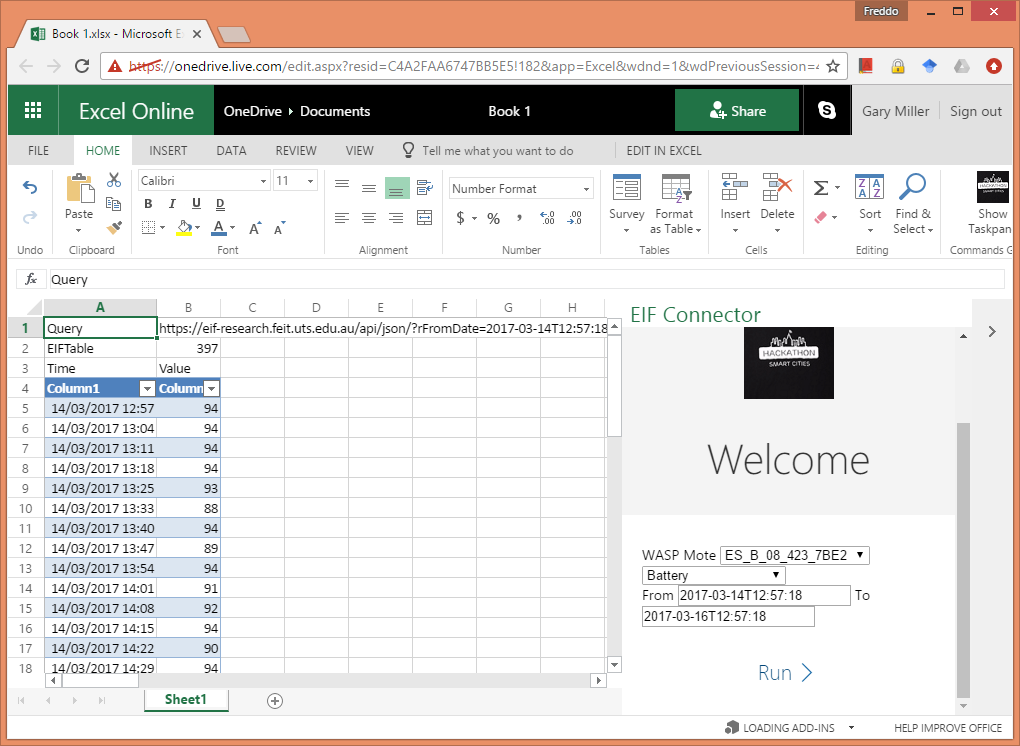 Freddo
Book 1.xlsx - Microsoft E
https://onedrive.live.com/edit.aspx?resid=C4A2FAA6747BB5E5!182&app=Excel&wdnd=1&wdPreviousSession=4
Excel Online OneDrive Documents Book 1 Share Gary Miller Sign out
FILE HOME INSERT DATA REVIEW VIEW Tell me what you want to do EDIT IN EXCEL
Calibri 11 Number Format
Paste B I U D $ % , .00 .00 Survey Format as Table Insert Delete Σ Sort Find & Select Show Taskpan
Undo Clipboard Font Alignment Number Tables Cells Editing Commands G
fx Query
A B C D E F G H
1 Query https://eif-research.feit.uts.edu.au/api/json/?rFromDate=2017-03-14T12:57:18
2 EIFTable 397
3 Time Value
4 Column1 Column
5 14/03/2017 12:57 94
6 14/03/2017 13:04 94
7 14/03/2017 13:11 94
8 14/03/2017 13:18 94
9 14/03/2017 13:25 93
10 14/03/2017 13:33 88
11 14/03/2017 13:40 94
12 14/03/2017 13:47 89
13 14/03/2017 13:54 94
14 14/03/2017 14:01 91
15 14/03/2017 14:08 92
16 14/03/2017 14:15 94
17 14/03/2017 14:22 90
18 14/03/2017 14:29 94
EIF Connector
HACKATHON
SMART CITIES
Welcome
WASP Mote ES_B_08_423_7BE2
Battery
From 2017-03-14T12:57:18 To
2017-03-16T12:57:18
Run
Sheet1
LOADING ADD-INS HELP IMPROVE OFFICE